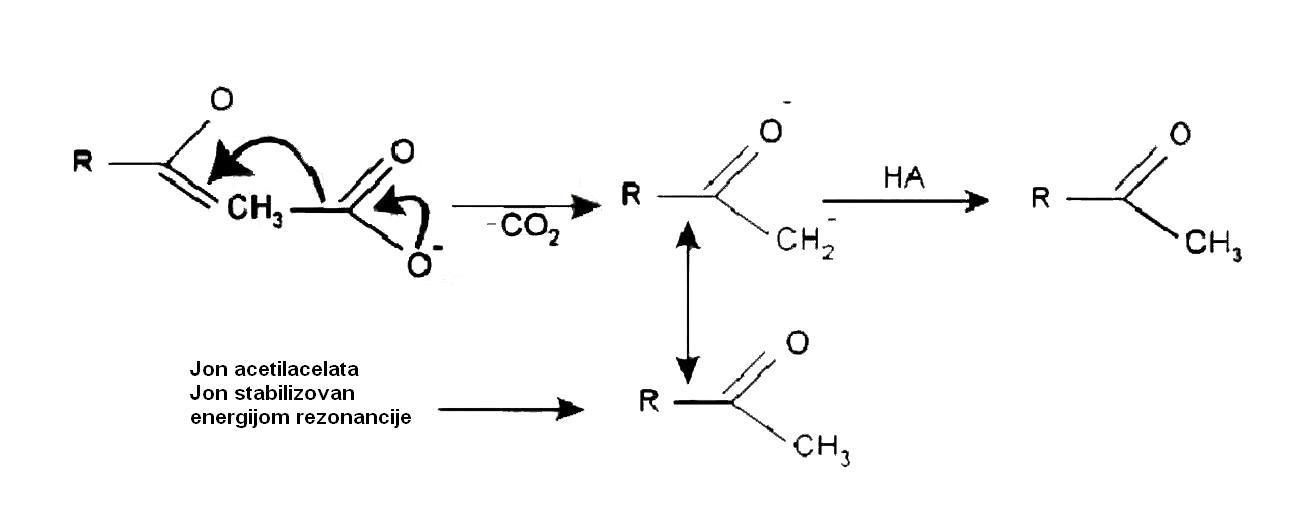 O
R CH₃ O O⁻
-CO₂
R O⁻ CH₂⁻
HA
R O CH₃
Jon acetilacelata
Jon stabilizovan
energijom rezonancije
R O CH₃